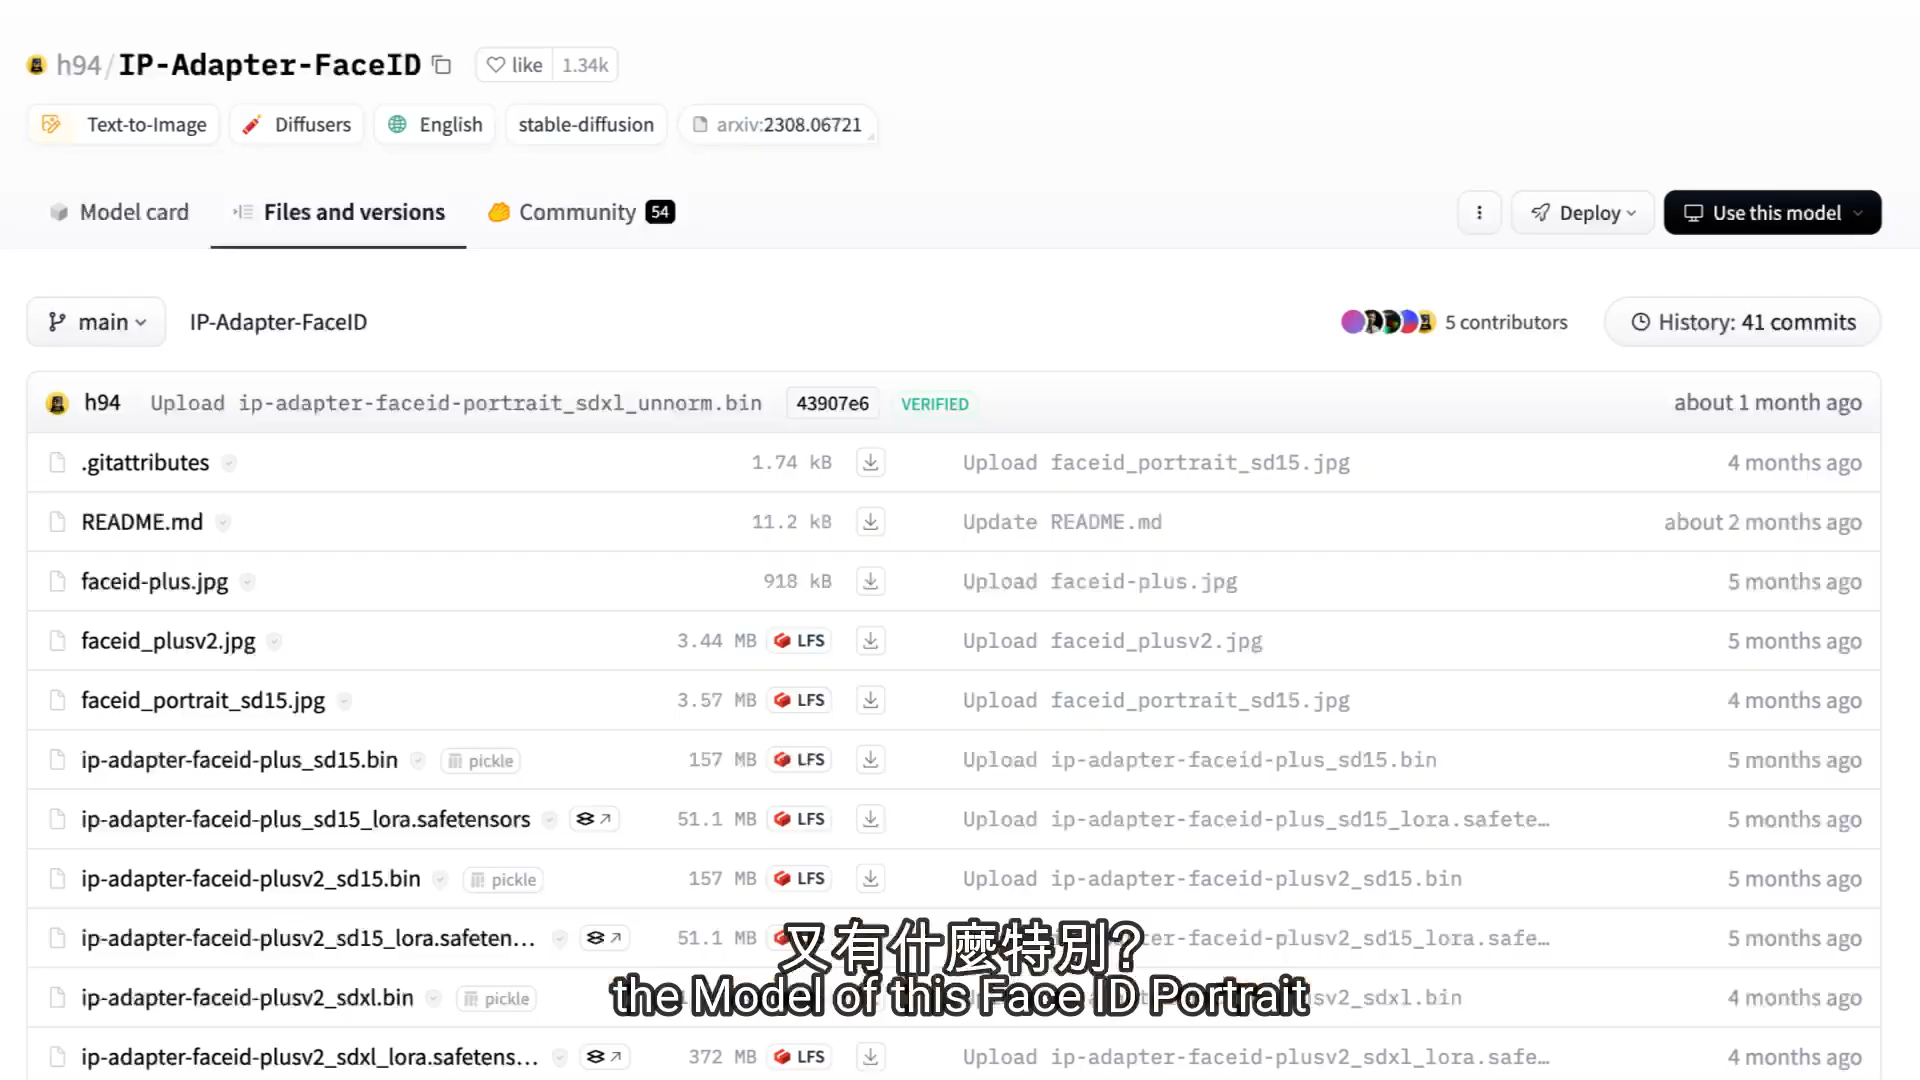 h94/IP-Adapter-FaceID like 1.34k
Text-to-Image Diffusers English stable-diffusion arxiv:2308.06721
Model card Files and versions Community 54 Deploy Use this model
main IP-Adapter-FaceID 5 contributors History: 41 commits
h94 Upload ip-adapter-faceid-portrait_sdxl_unnorm.bin 43907e6 VERIFIED about 1 month ago
.gitattributes 1.74 kB Upload faceid_portrait_sd15.jpg 4 months ago
README.md 11.2 kB Update README.md about 2 months ago
faceid-plus.jpg 918 kB Upload faceid-plus.jpg 5 months ago
faceid_plusv2.jpg 3.44 MB LFS Upload faceid_plusv2.jpg 5 months ago
faceid_portrait_sd15.jpg 3.57 MB LFS Upload faceid_portrait_sd15.jpg 4 months ago
ip-adapter-faceid-plus_sd15.bin pickle 157 MB LFS Upload ip-adapter-faceid-plus_sd15.bin 5 months ago
ip-adapter-faceid-plus_sd15_lora.safetensors 51.1 MB LFS Upload ip-adapter-faceid-plus_sd15_lora.safete… 5 months ago
ip-adapter-faceid-plusv2_sd15.bin pickle 157 MB LFS Upload ip-adapter-faceid-plusv2_sd15.bin 5 months ago
ip-adapter-faceid-plusv2_sd15_lora.safeten… 51.1 MB ter-faceid-plusv2_sd15_lora.safe… 5 months ago
又有什麼特別?
ip-adapter-faceid-plusv2_sdxl.bin pickle sv2_sdxl.bin 4 months ago
the Model of this Face ID Portrait
ip-adapter-faceid-plusv2_sdxl_lora.safetens… 372 MB LFS Upload ip-adapter-faceid-plusv2_sdxl_lora.safe… 4 months ago